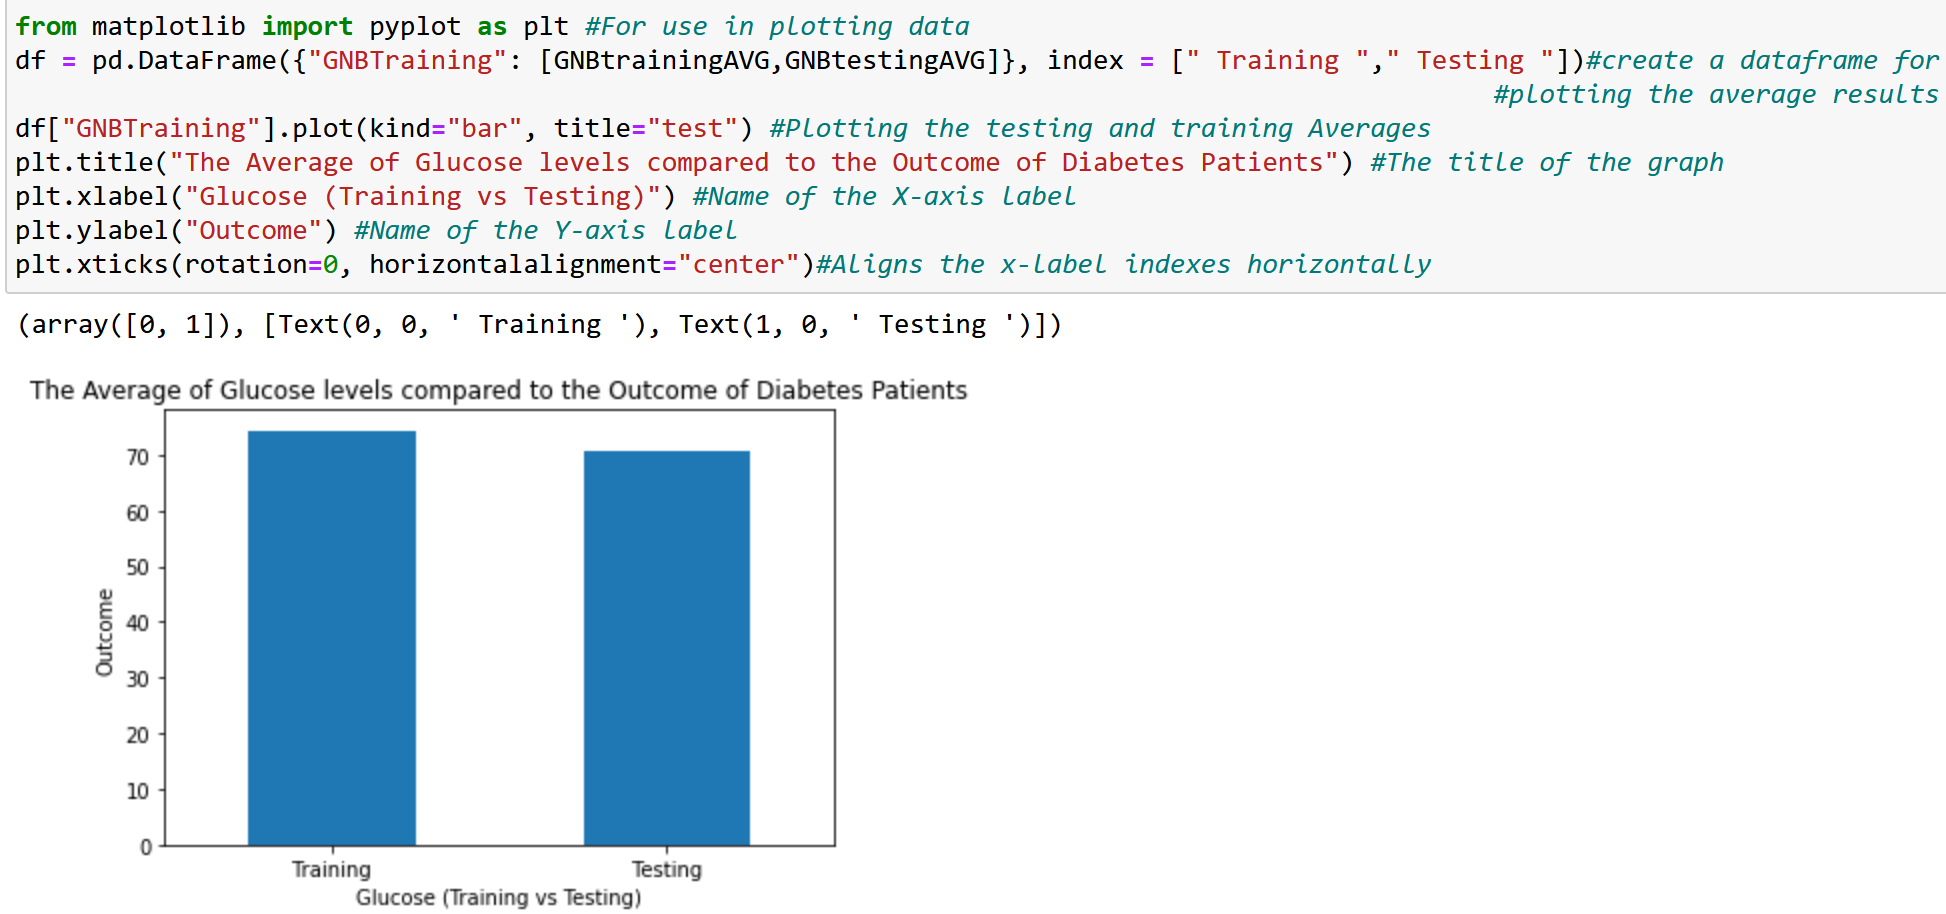 from matplotlib import pyplot as plt #For use in plotting data
df = pd.DataFrame({"GNBTraining": [GNBtrainingAVG,GNBtestingAVG]}, index = [" Training "," Testing "])#create a dataframe for
#plotting the average results
df["GNBTraining"].plot(kind="bar", title="test") #Plotting the testing and training Averages
plt.title("The Average of Glucose levels compared to the Outcome of Diabetes Patients") #The title of the graph
plt.xlabel("Glucose (Training vs Testing)") #Name of the X-axis label
plt.ylabel("Outcome") #Name of the Y-axis label
plt.xticks(rotation=0, horizontalalignment="center")#Aligns the x-label indexes horizontally
(array([0, 1]), [Text(0, 0, ' Training '), Text(1, 0, ' Testing ')])
The Average of Glucose levels compared to the Outcome of Diabetes Patients
70
60
50
40
30
20
10
0
Outcome
Training Testing
Glucose (Training vs Testing)